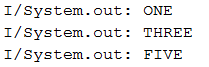 I/System.out: ONE
I/System.out: THREE
I/System.out: FIVE